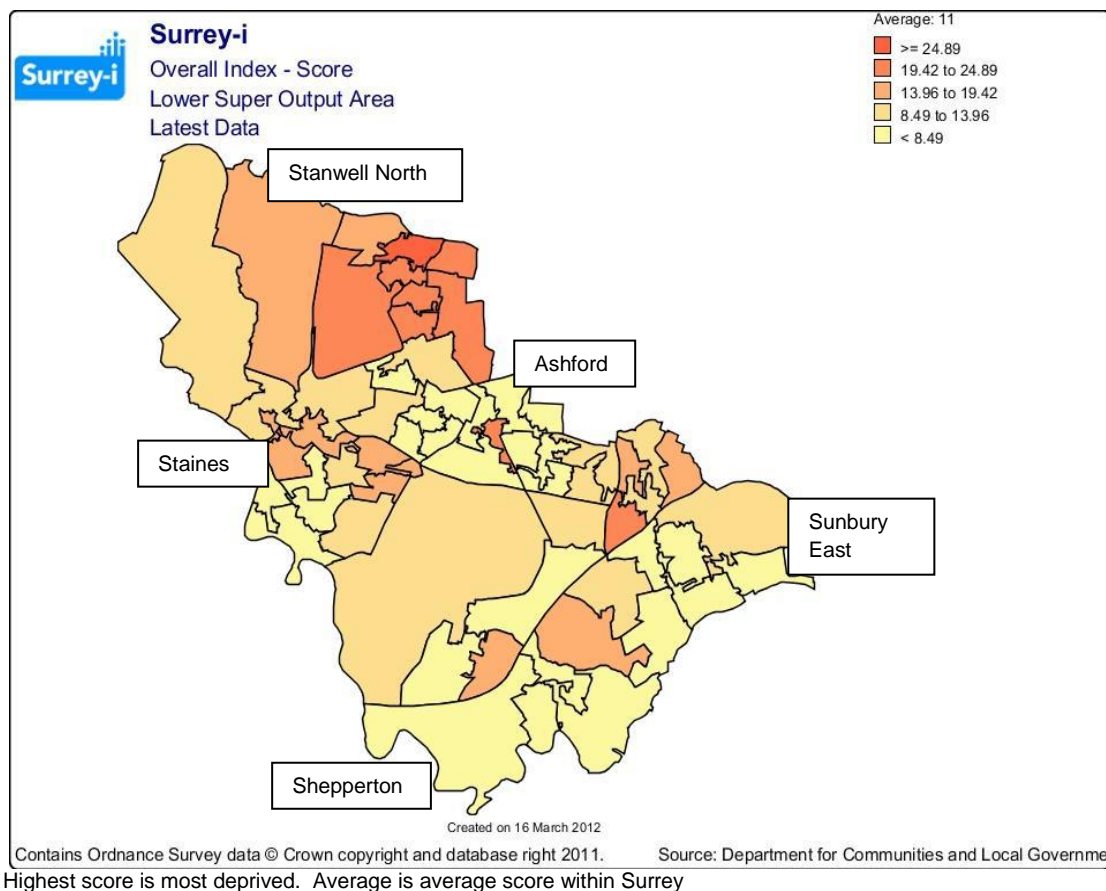 Surrey-i
Surrey-i
Overall Index - Score
Lower Super Output Area
Latest Data
Average: 11
>= 24.89
19.42 to 24.89
13.96 to 19.42
8.49 to 13.96
< 8.49
Stanwell North
Ashford
Staines
Sunbury
East
Shepperton
Created on 16 March 2012
Contains Ordnance Survey data © Crown copyright and database right 2011. Source: Department for Communities and Local Governme
Highest score is most deprived. Average is average score within Surrey